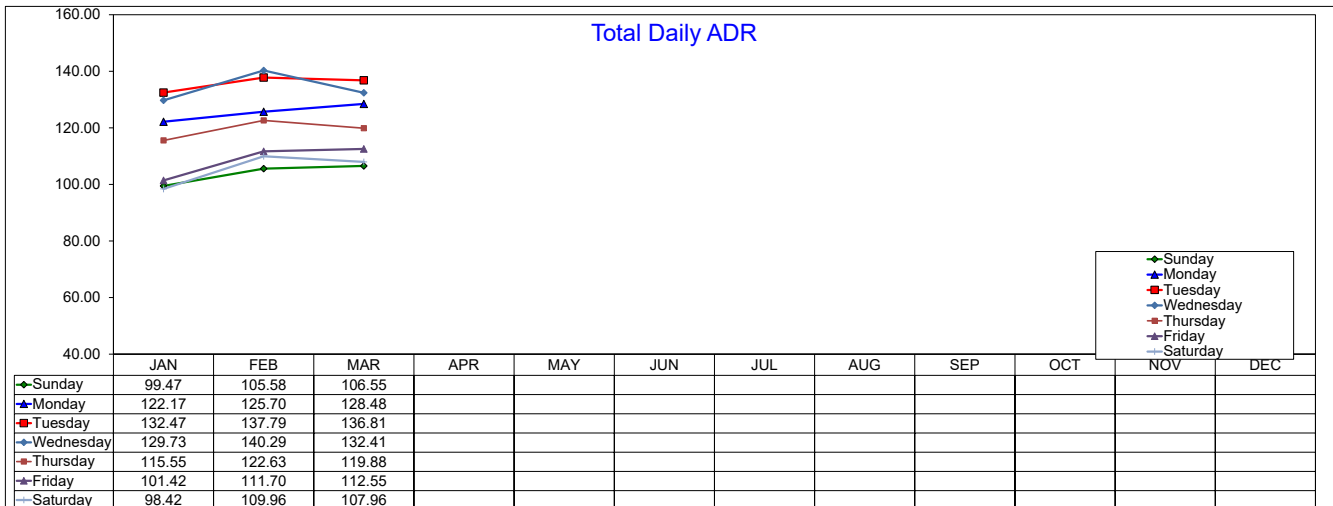 Total Daily ADR
160.00
140.00
120.00
100.00
80.00
60.00
40.00
Sunday
Monday
Tuesday
Wednesday
Thursday
Friday
Saturday
JAN FEB MAR APR MAY JUN JUL AUG SEP OCT NOV DEC
Sunday 99.47 105.58 106.55
Monday 122.17 125.70 128.48
Tuesday 132.47 137.79 136.81
Wednesday 129.73 140.29 132.41
Thursday 115.55 122.63 119.88
Friday 101.42 111.70 112.55
Saturday 98.42 109.96 107.96